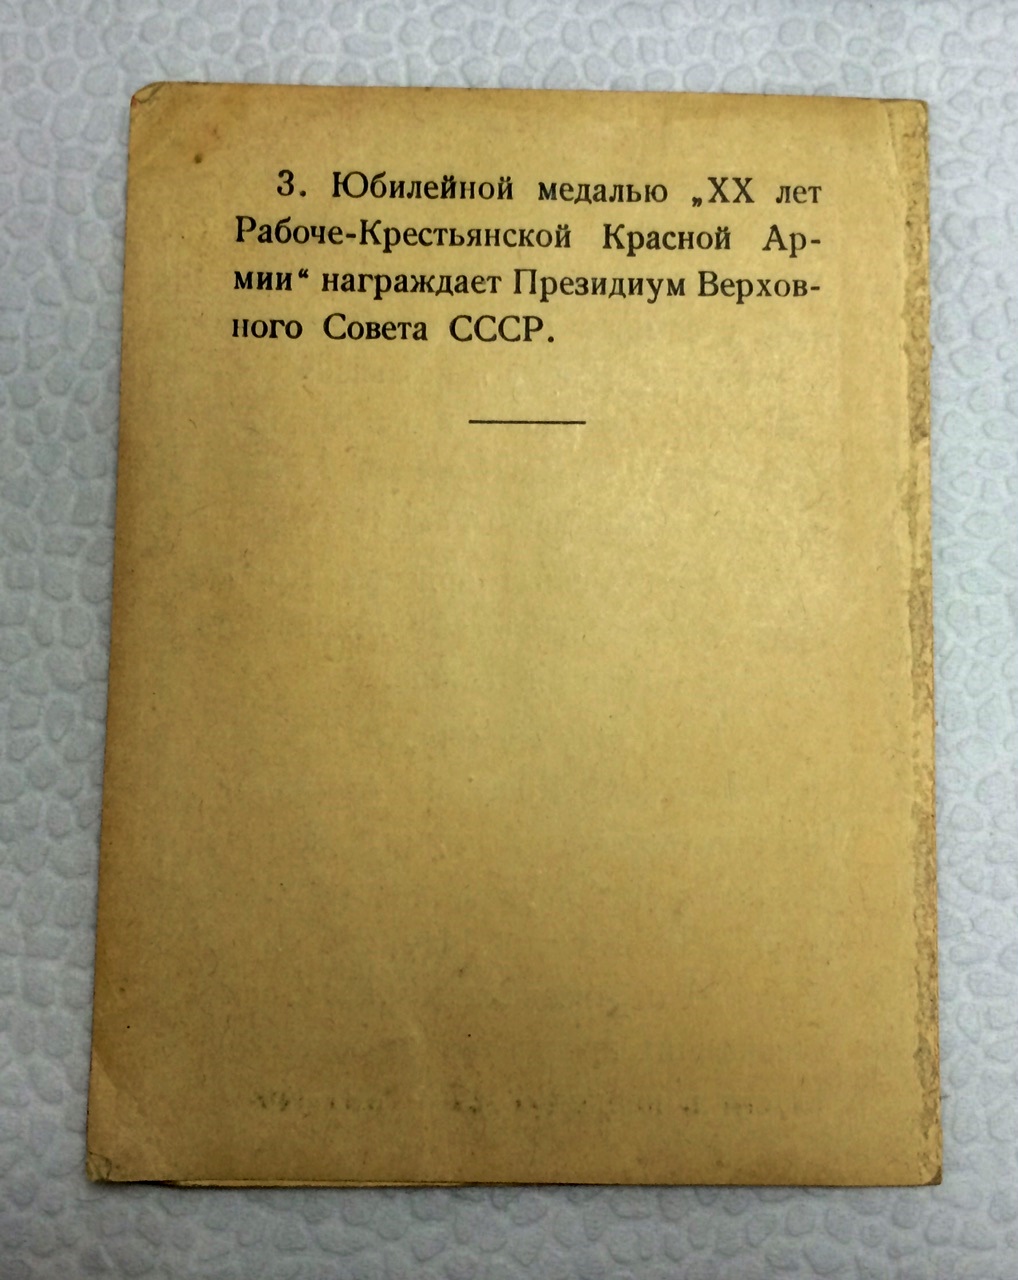 3. Юбилейной медалью „XX лет
Рабоче-Крестьянской Красной Ар-
мии“ награждает Президиум Верхов-
ного Совета СССР.